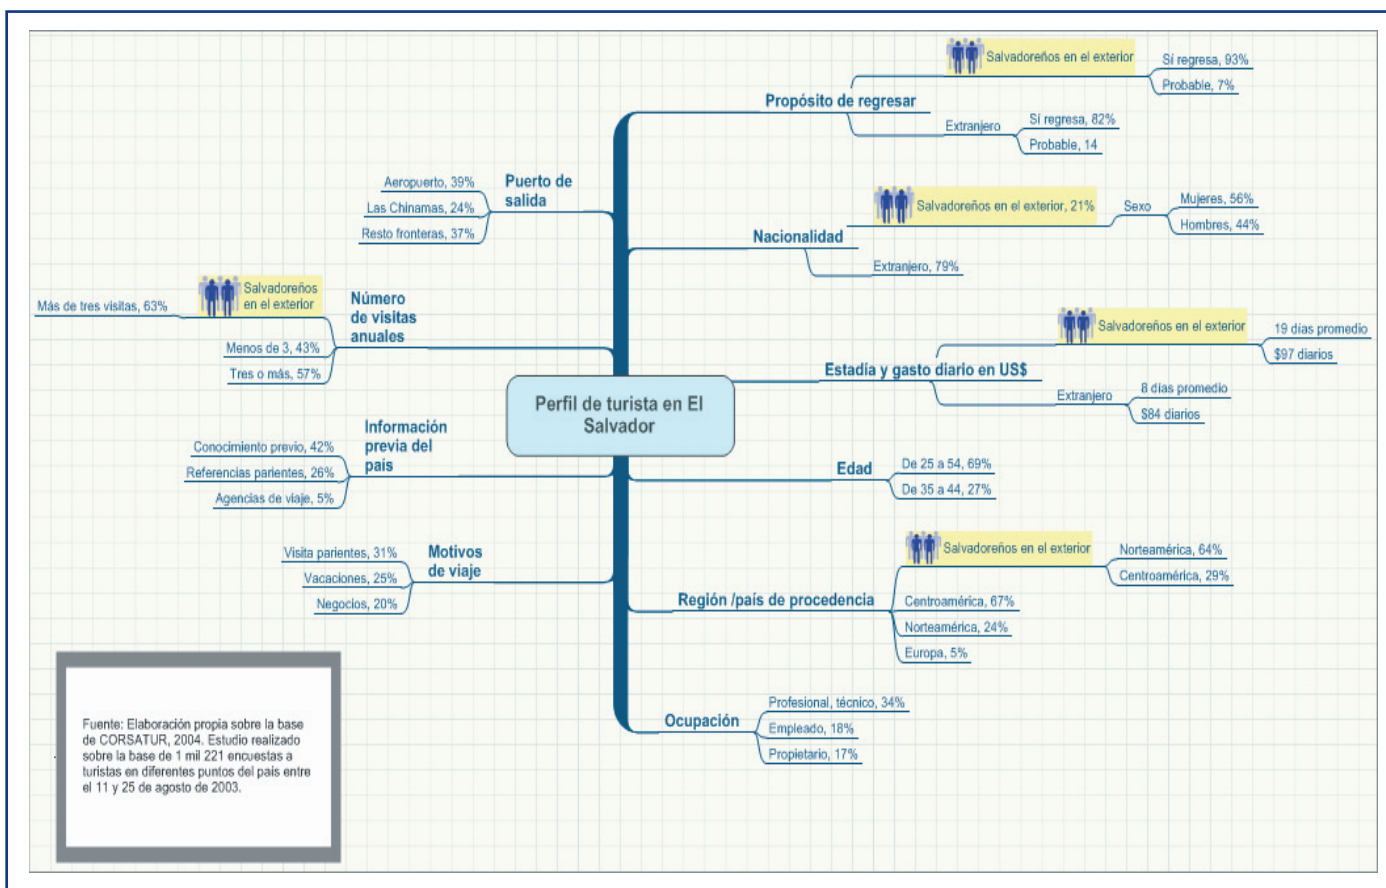 Perfil de turista en El
Salvador
Propósito de regresar
Salvadoreños en el exterior
Sí regresa, 93%
Probable, 7%
Extranjero
Sí regresa, 82%
Probable, 14
Nacionalidad
Salvadoreños en el exterior, 21%
Sexo
Mujeres, 56%
Hombres, 44%
Extranjero, 79%
Estadía y gasto diario en US$
Salvadoreños en el exterior
19 días promedio
$97 diarios
Extranjero
8 días promedio
$84 diarios
Edad
De 25 a 54, 69%
De 35 a 44, 27%
Región /país de procedencia
Salvadoreños en el exterior
Norteamérica, 64%
Centroamérica, 29%
Centroamérica, 67%
Norteamérica, 24%
Europa, 5%
Ocupación
Profesional, técnico, 34%
Empleado, 18%
Propietario, 17%
Puerto de
salida
Aeropuerto, 39%
Las Chinamas, 24%
Resto fronteras, 37%
Número
de visitas
anuales
Salvadoreños
en el exterior
Más de tres visitas, 63%
Menos de 3, 43%
Tres o más, 57%
Información
previa del
país
Conocimiento previo, 42%
Referencias parientes, 26%
Agencias de viaje, 5%
Motivos
de viaje
Visita parientes, 31%
Vacaciones, 25%
Negocios, 20%
Fuente: Elaboración propia sobre la base
de CORSATUR, 2004. Estudio realizado
sobre la base de 1 mil 221 encuestas a
turistas en diferentes puntos del país entre
el 11 y 25 de agosto de 2003.